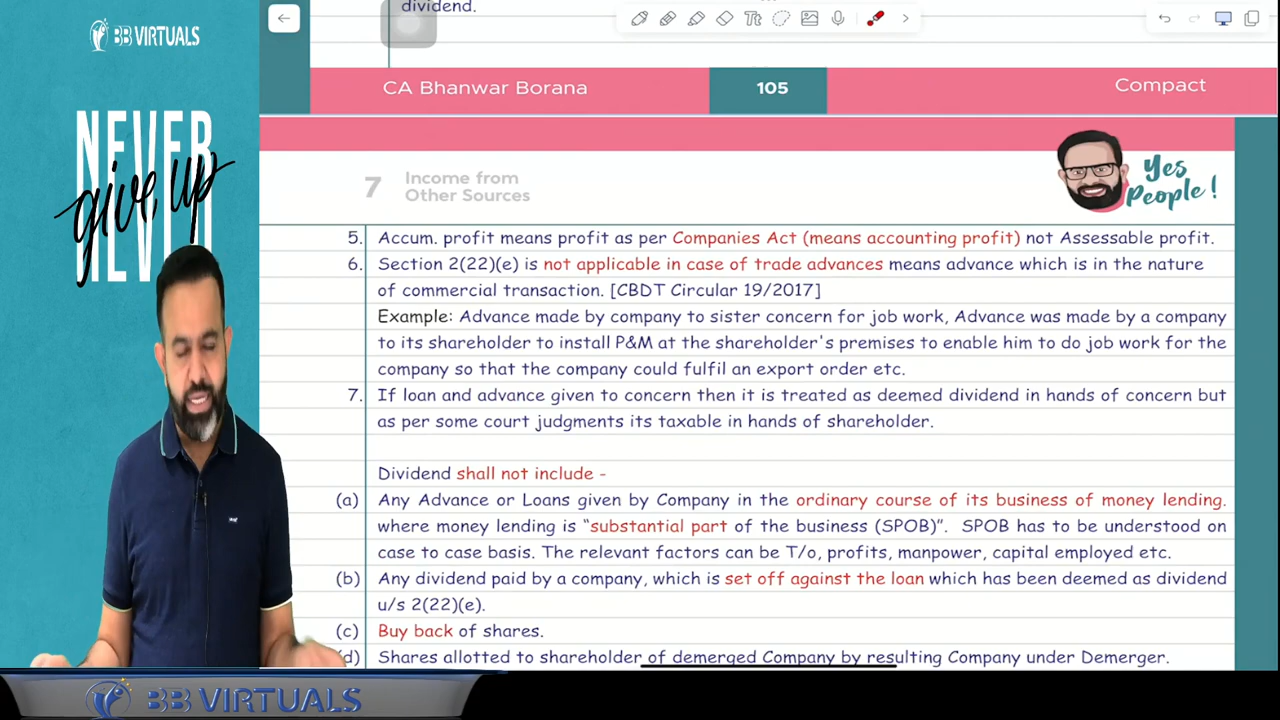 BB VIRTUALS
NEVER
give up
NEVER
dividend.
CA Bhanwar Borana
105
Compact
7
Income from
Other Sources
Yes
People !
5. Accum. profit means profit as per Companies Act (means accounting profit) not Assessable profit.
6. Section 2(22)(e) is not applicable in case of trade advances means advance which is in the nature
of commercial transaction. [CBDT Circular 19/2017]
Example: Advance made by company to sister concern for job work, Advance was made by a company
to its shareholder to install P&M at the shareholder's premises to enable him to do job work for the
company so that the company could fulfil an export order etc.
7. If loan and advance given to concern then it is treated as deemed dividend in hands of concern but
as per some court judgments its taxable in hands of shareholder.
Dividend shall not include -
(a) Any Advance or Loans given by Company in the ordinary course of its business of money lending.
where money lending is "substantial part of the business (SPOB)". SPOB has to be understood on
case to case basis. The relevant factors can be T/o, profits, manpower, capital employed etc.
(b) Any dividend paid by a company, which is set off against the loan which has been deemed as dividend
u/s 2(22)(e).
(c) Buy back of shares.
(d) Shares allotted to shareholder of demerged Company by resulting Company under Demerger.
BB VIRTUALS